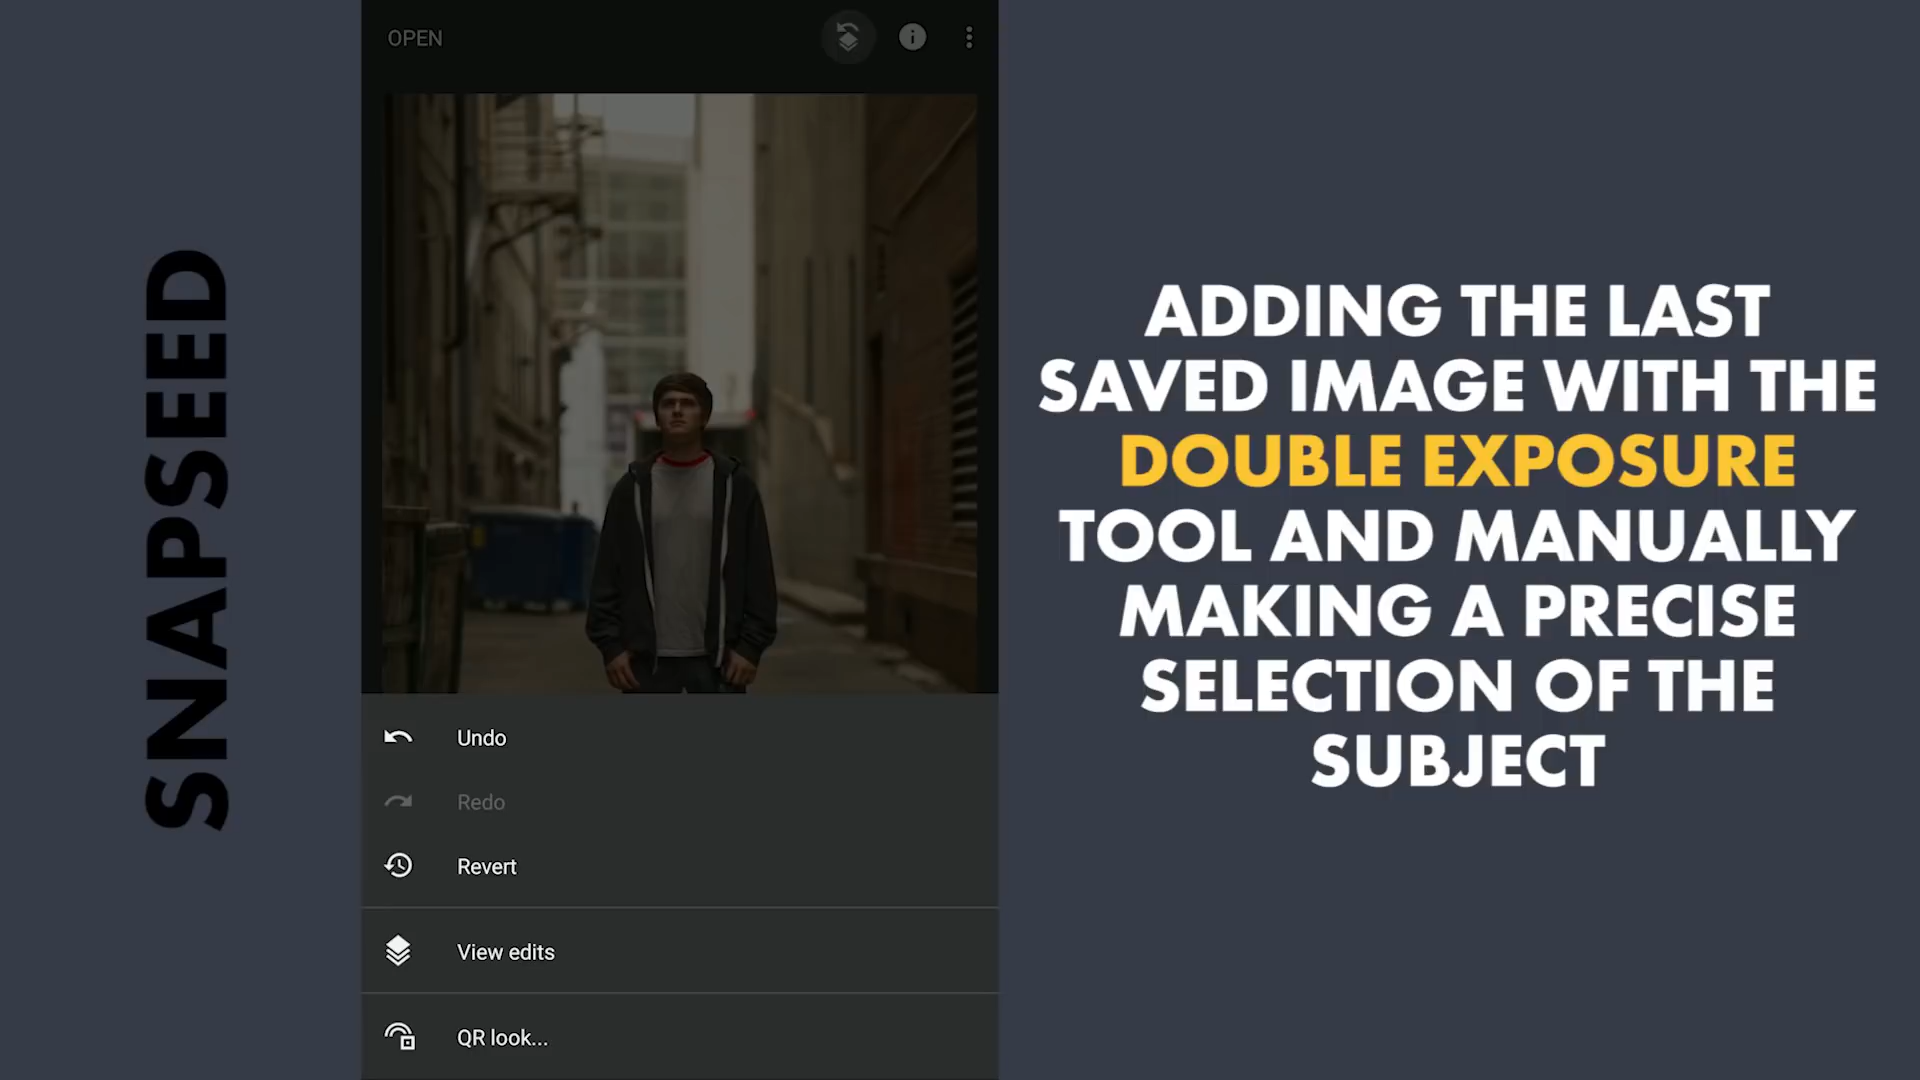 SNAPSEED
OPEN
Undo
Redo
Revert
View edits
QR look...
ADDING THE LAST
SAVED IMAGE WITH THE
DOUBLE EXPOSURE
TOOL AND MANUALLY
MAKING A PRECISE
SELECTION OF THE
SUBJECT